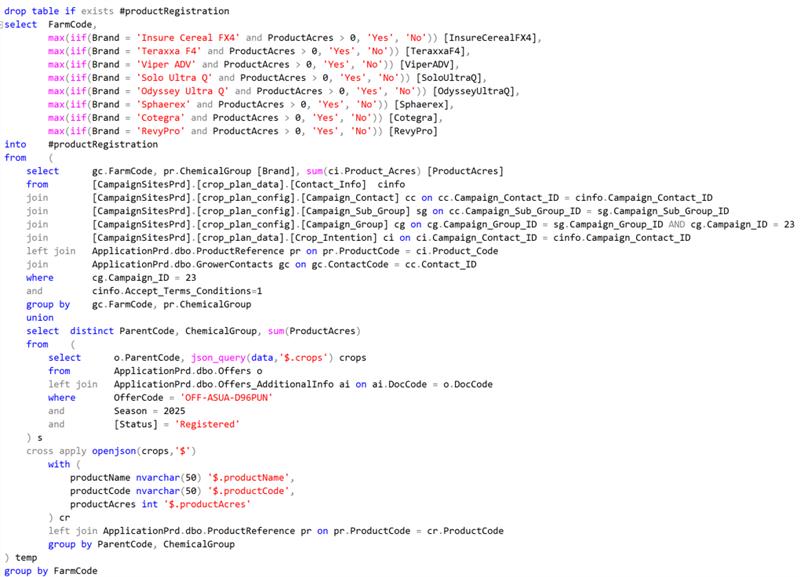 drop table if exists #productRegistration
select  FarmCode,
        max(iif(Brand = 'Insure Cereal FX4' and ProductAcres > 0, 'Yes', 'No')) [InsureCerealFX4],
        max(iif(Brand = 'Teraxxa F4' and ProductAcres > 0, 'Yes', 'No')) [TeraxxaF4],
        max(iif(Brand = 'Viper ADV' and ProductAcres > 0, 'Yes', 'No')) [ViperADV],
        max(iif(Brand = 'Solo Ultra Q' and ProductAcres > 0, 'Yes', 'No')) [SoloUltraQ],
        max(iif(Brand = 'Odyssey Ultra Q' and ProductAcres > 0, 'Yes', 'No')) [OdysseyUltraQ],
        max(iif(Brand = 'Sphaerex' and ProductAcres > 0, 'Yes', 'No')) [Sphaerex],
        max(iif(Brand = 'Cotegra' and ProductAcres > 0, 'Yes', 'No')) [Cotegra],
        max(iif(Brand = 'RevyPro' and ProductAcres > 0, 'Yes', 'No')) [RevyPro]
into    #productRegistration
from    (
    select      gc.FarmCode, pr.ChemicalGroup [Brand], sum(ci.Product_Acres) [ProductAcres]
    from        [CampaignSitesPrd].[crop_plan_data].[Contact_Info]  cinfo
    join        [CampaignSitesPrd].[crop_plan_config].[Campaign_Contact] cc on cc.Campaign_Contact_ID = cinfo.Campaign_Contact_ID
    join        [CampaignSitesPrd].[crop_plan_config].[Campaign_Sub_Group] sg on cc.Campaign_Sub_Group_ID = sg.Campaign_Sub_Group_ID
    join        [CampaignSitesPrd].[crop_plan_config].[Campaign_Group] cg on cg.Campaign_Group_ID = sg.Campaign_Group_ID AND cg.Campaign_ID = 23
    join        [CampaignSitesPrd].[crop_plan_data].[Crop_Intention] ci on ci.Campaign_Contact_ID = cinfo.Campaign_Contact_ID
    left join   ApplicationPrd.dbo.ProductReference pr on pr.ProductCode = ci.Product_Code
    join        ApplicationPrd.dbo.GrowerContacts gc on gc.ContactCode = cc.Contact_ID
    where       cg.Campaign_ID = 23
    and         cinfo.Accept_Terms_Conditions=1
    group by    gc.FarmCode, pr.ChemicalGroup
    union
    select  distinct ParentCode, ChemicalGroup, sum(ProductAcres)
    from    (
        select      o.ParentCode, json_query(data,'$.crops') crops
        from        ApplicationPrd.dbo.Offers o
        left join   ApplicationPrd.dbo.Offers_AdditionalInfo ai on ai.DocCode = o.DocCode
        where       OfferCode = 'OFF-ASUA-D96PUN'
        and         Season = 2025
        and         [Status] = 'Registered'
    ) s
    cross apply openjson(crops,'$')
        with (
            productName nvarchar(50) '$.productName',
            productCode nvarchar(50) '$.productCode',
            productAcres int '$.productAcres'
        ) cr
        left join ApplicationPrd.dbo.ProductReference pr on pr.ProductCode = cr.ProductCode
        group by ParentCode, ChemicalGroup
) temp
group by FarmCode